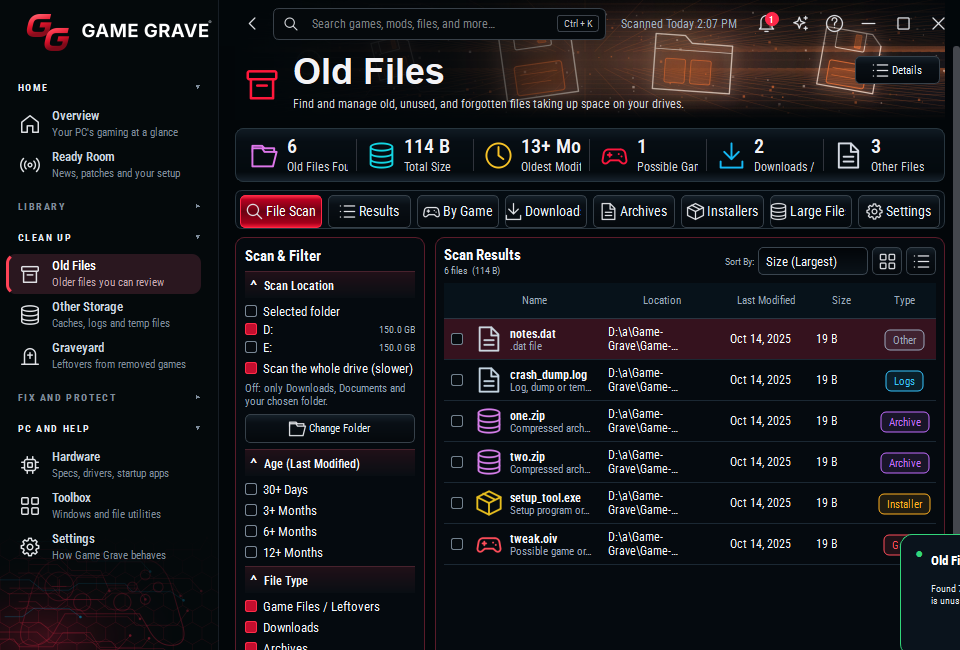 GAME GRAVE
Search games, mods, files, and more...
Ctrl + K
Scanned Today 2:07 PM
1
HOME
Overview
Your PC's gaming at a glance
Ready Room
News, patches and your setup
LIBRARY
CLEAN UP
Old Files
Older files you can review
Other Storage
Caches, logs and temp files
Graveyard
Leftovers from removed games
FIX AND PROTECT
PC AND HELP
Hardware
Specs, drivers, startup apps
Toolbox
Windows and file utilities
Settings
How Game Grave behaves
Old Files
Find and manage old, unused, and forgotten files taking up space on your drives.
Details
6
Old Files Fou
114 B
Total Size
13+ Mo
Oldest Modif
1
Possible Gar
2
Downloads /
3
Other Files
File Scan
Results
By Game
Download
Archives
Installers
Large File
Settings
Scan & Filter
Scan Location
Selected folder
D:
150.0 GB
E:
150.0 GB
Scan the whole drive (slower)
Off: only Downloads, Documents and
your chosen folder.
Change Folder
Age (Last Modified)
30+ Days
3+ Months
6+ Months
12+ Months
File Type
Game Files / Leftovers
Downloads
Archives
Scan Results
6 files (114 B)
Sort By:
Size (Largest)
Name
Location
Last Modified
Size
Type
notes.dat
.dat file
D:\a\Game-
Grave\Game-...
Oct 14, 2025
19 B
Other
crash_dump.log
Log, dump or tem...
D:\a\Game-
Grave\Game-...
Oct 14, 2025
19 B
Logs
one.zip
Compressed arch...
D:\a\Game-
Grave\Game-...
Oct 14, 2025
19 B
Archive
two.zip
Compressed arch...
D:\a\Game-
Grave\Game-...
Oct 14, 2025
19 B
Archive
setup_tool.exe
Setup program or...
D:\a\Game-
Grave\Game-...
Oct 14, 2025
19 B
Installer
tweak.oiv
Possible game or...
D:\a\Game-
Grave\Game-...
Oct 14, 2025
19 B
Old Fi
Found
is unus